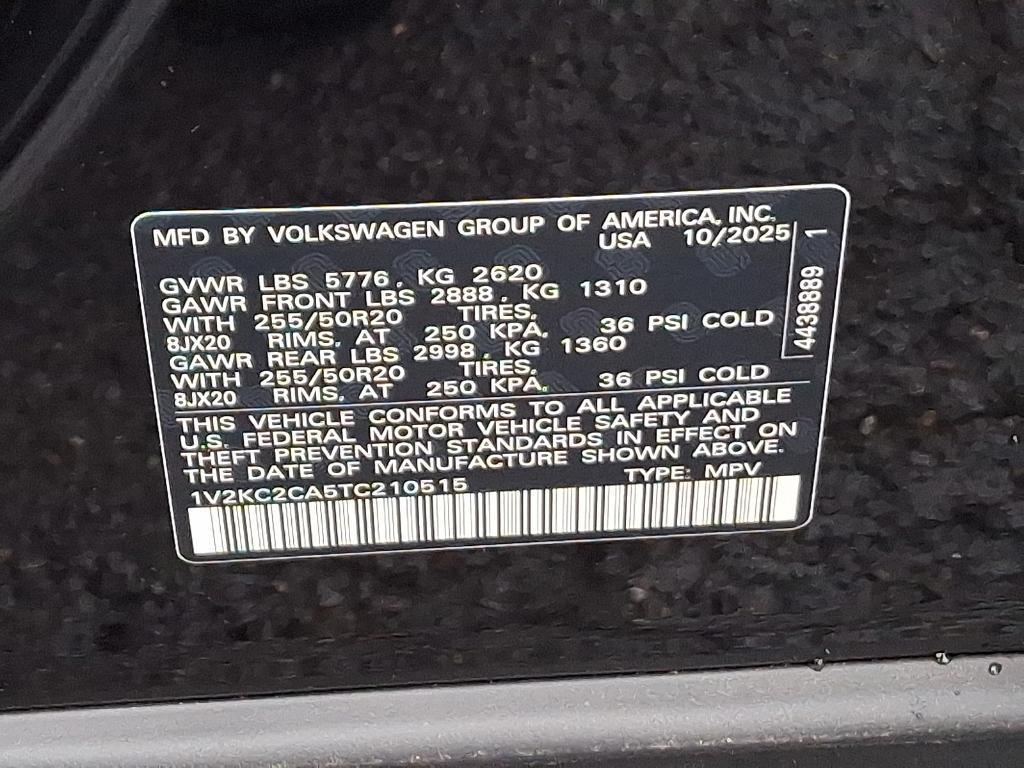 MFD BY VOLKSWAGEN GROUP OF AMERICA, INC.
USA 10/2025
GVWR LBS 5776, KG 2620
GAWR FRONT LBS 2888, KG 1310
WITH 255/50R20 TIRES,
8JX20 RIMS, AT 250 KPA, 36 PSI COLD
GAWR REAR LBS 2998, KG 1360
WITH 255/50R20 TIRES,
8JX20 RIMS, AT 250 KPA, 36 PSI COLD
THIS VEHICLE CONFORMS TO ALL APPLICABLE
U.S. FEDERAL MOTOR VEHICLE SAFETY AND
THEFT PREVENTION STANDARDS IN EFFECT ON
THE DATE OF MANUFACTURE SHOWN ABOVE.
1V2KC2CA5TC210515 TYPE: MPV
4438889 1